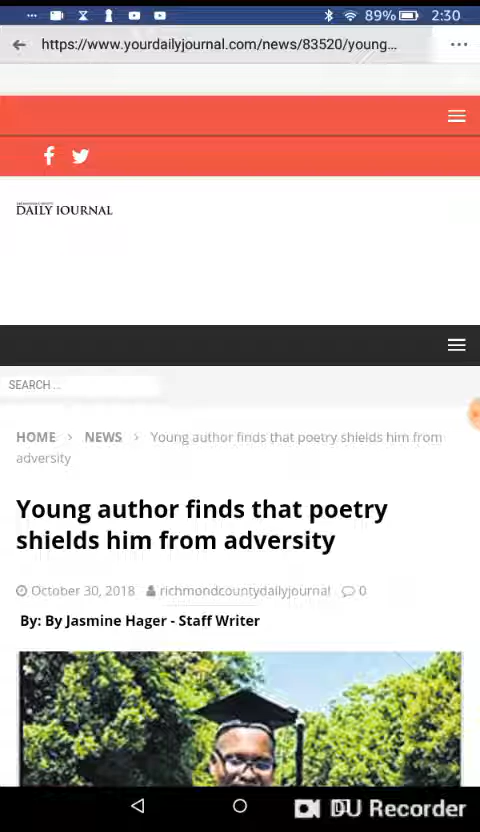 89% 2:30
https://www.yourdailyjournal.com/news/83520/young...
DAILY JOURNAL
SEARCH …
HOME > NEWS > Young author finds that poetry shields him from
adversity
Young author finds that poetry
shields him from adversity
October 30, 2018 richmondcountydailyjournal 0
By: By Jasmine Hager - Staff Writer
DU Recorder